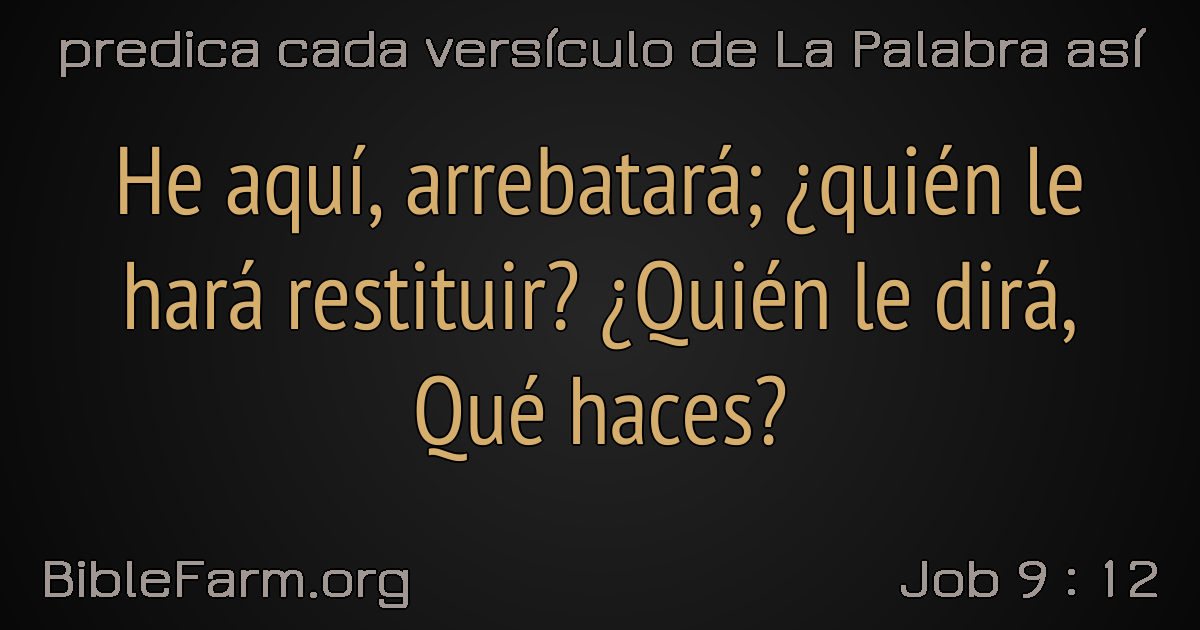 predica cada versículo de La Palabra así
He aquí, arrebatará; ¿quién le
hará restituir? ¿Quién le dirá,
Qué haces?
BibleFarm.org
Job 9 : 12